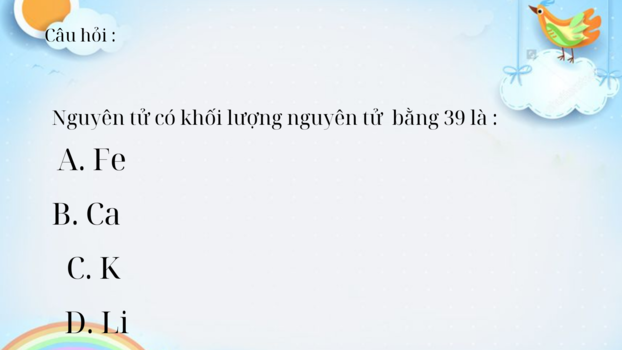 Câu hỏi :
Nguyên tử có khối lượng nguyên tử bằng 39 là :
A. Fe
B. Ca
C. K
D. Li